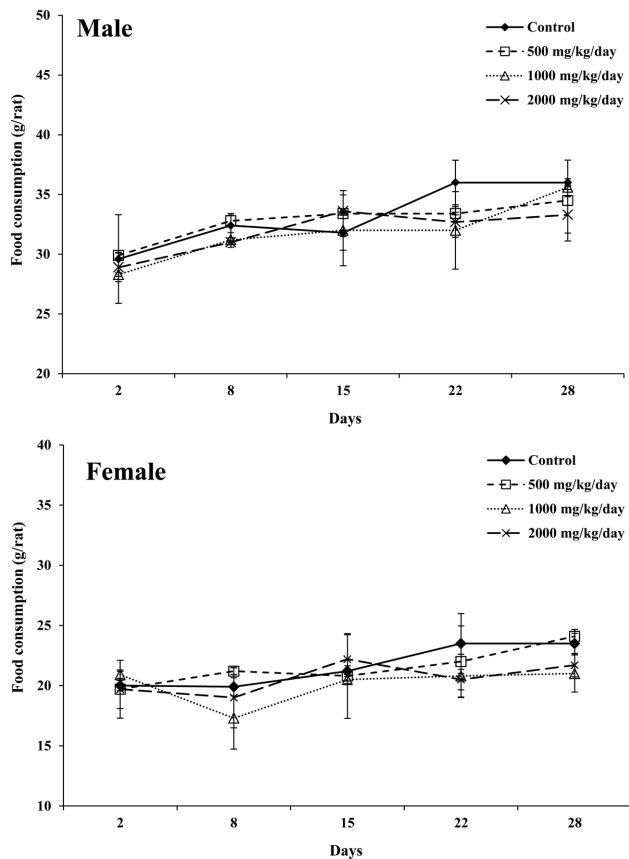 Male
Control
500 mg/kg/day
1000 mg/kg/day
2000 mg/kg/day
Food consumption (g/rat)
50
45
40
35
30
25
20
2 8 15 22 28
Days
Female
Control
500 mg/kg/day
1000 mg/kg/day
2000 mg/kg/day
Food consumption (g/rat)
40
35
30
25
20
15
10
2 8 15 22 28
Days